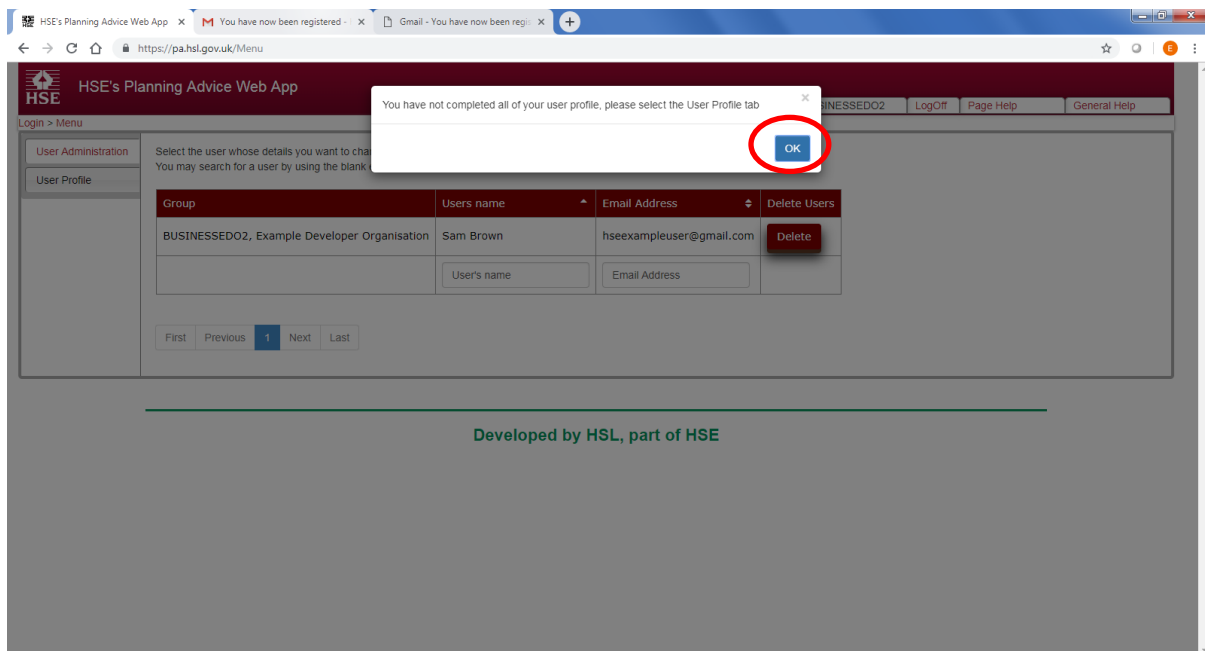 HSE's Planning Advice Web App
You have now been registered -
Gmail - You have now been regis
https://pa.hsl.gov.uk/Menu
E
HSE
HSE's Planning Advice Web App
LogOff
Page Help
General Help
Login > Menu
You have not completed all of your user profile, please select the User Profile tab
OK
User Administration
User Profile
Select the user whose details you want to
You may search for a user by using the blank
Group Users name Email Address Delete Users
BUSINESSEDO2, Example Developer Organisation Sam Brown hseexampleuser@gmail.com Delete
User's name Email Address
First Previous 1 Next Last
Developed by HSL, part of HSE